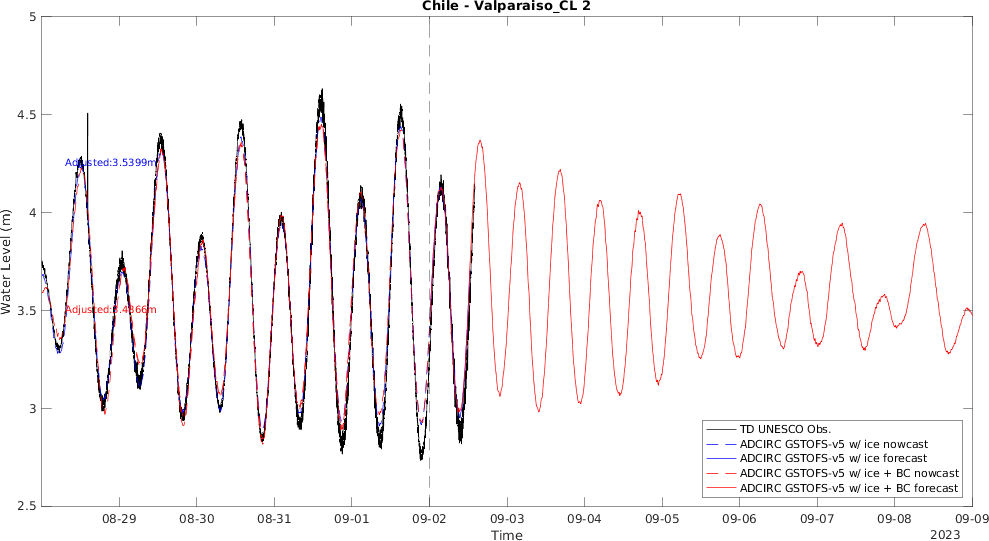 Chile - Valparaiso_CL 2
5
4.5
4
3.5
3
2.5
Water Level (m)
Adjusted:3.5399m
Adjusted:3.4366m
TD UNESCO Obs.
ADCIRC GSTOFS-v5 w/ ice nowcast
ADCIRC GSTOFS-v5 w/ ice forecast
ADCIRC GSTOFS-v5 w/ ice + BC nowcast
ADCIRC GSTOFS-v5 w/ ice + BC forecast
08-29 08-30 08-31 09-01 09-02 09-03 09-04 09-05 09-06 09-07 09-08 09-09
Time
2023